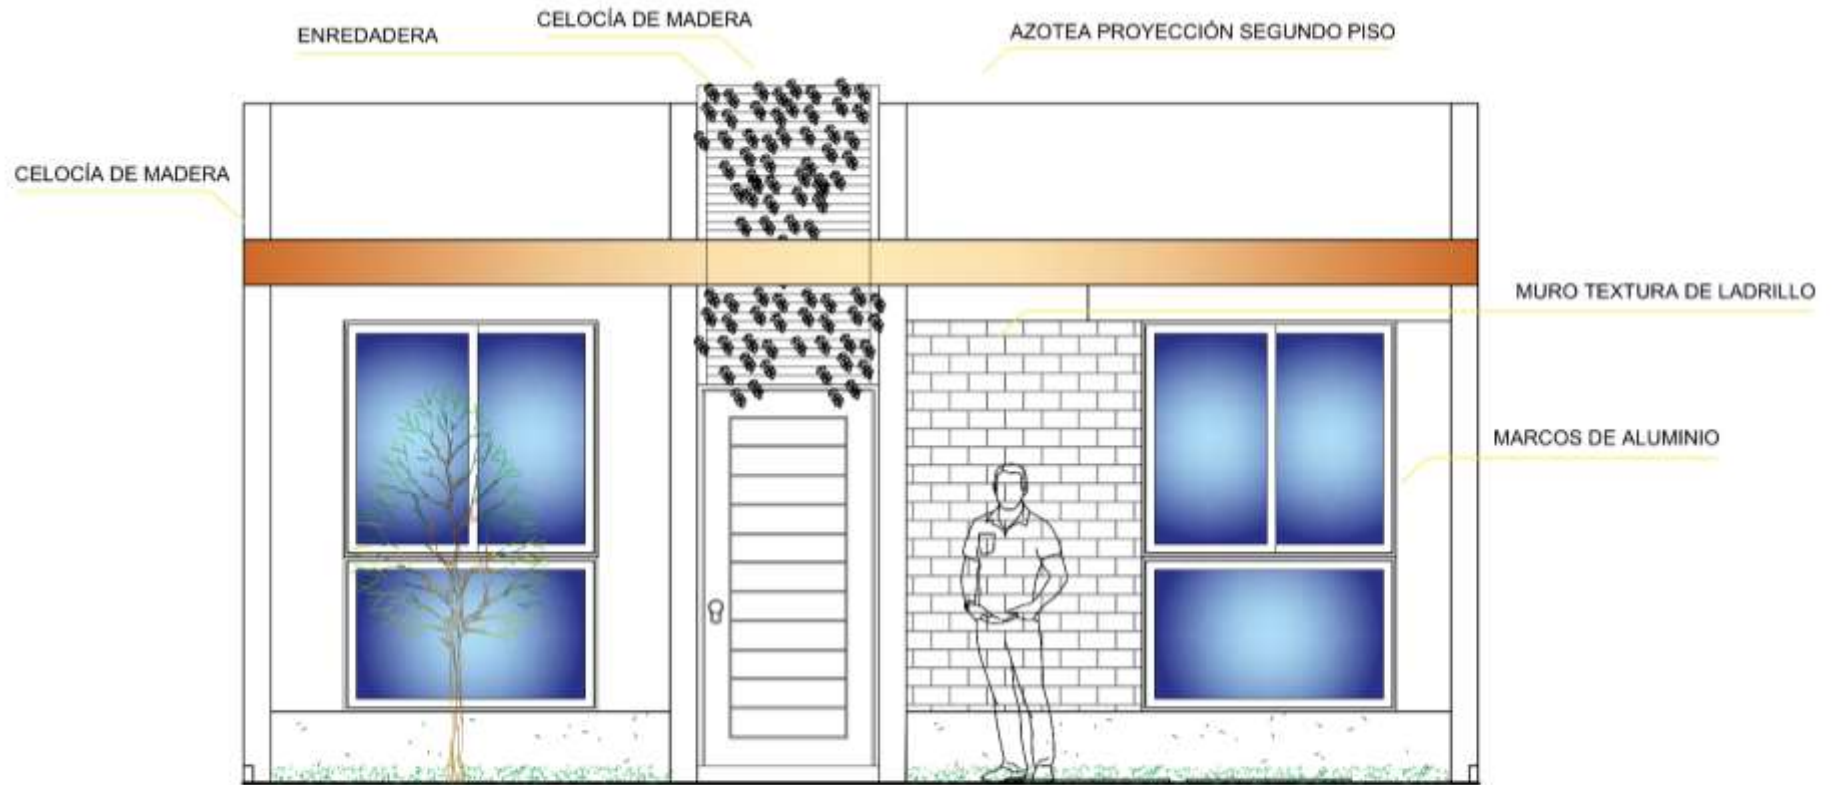 CELOCÍA DE MADERA
ENREDADERA
AZOTEA PROYECCIÓN SEGUNDO PISO
CELOCÍA DE MADERA
MURO TEXTURA DE LADRILLO
MARCOS DE ALUMINIO